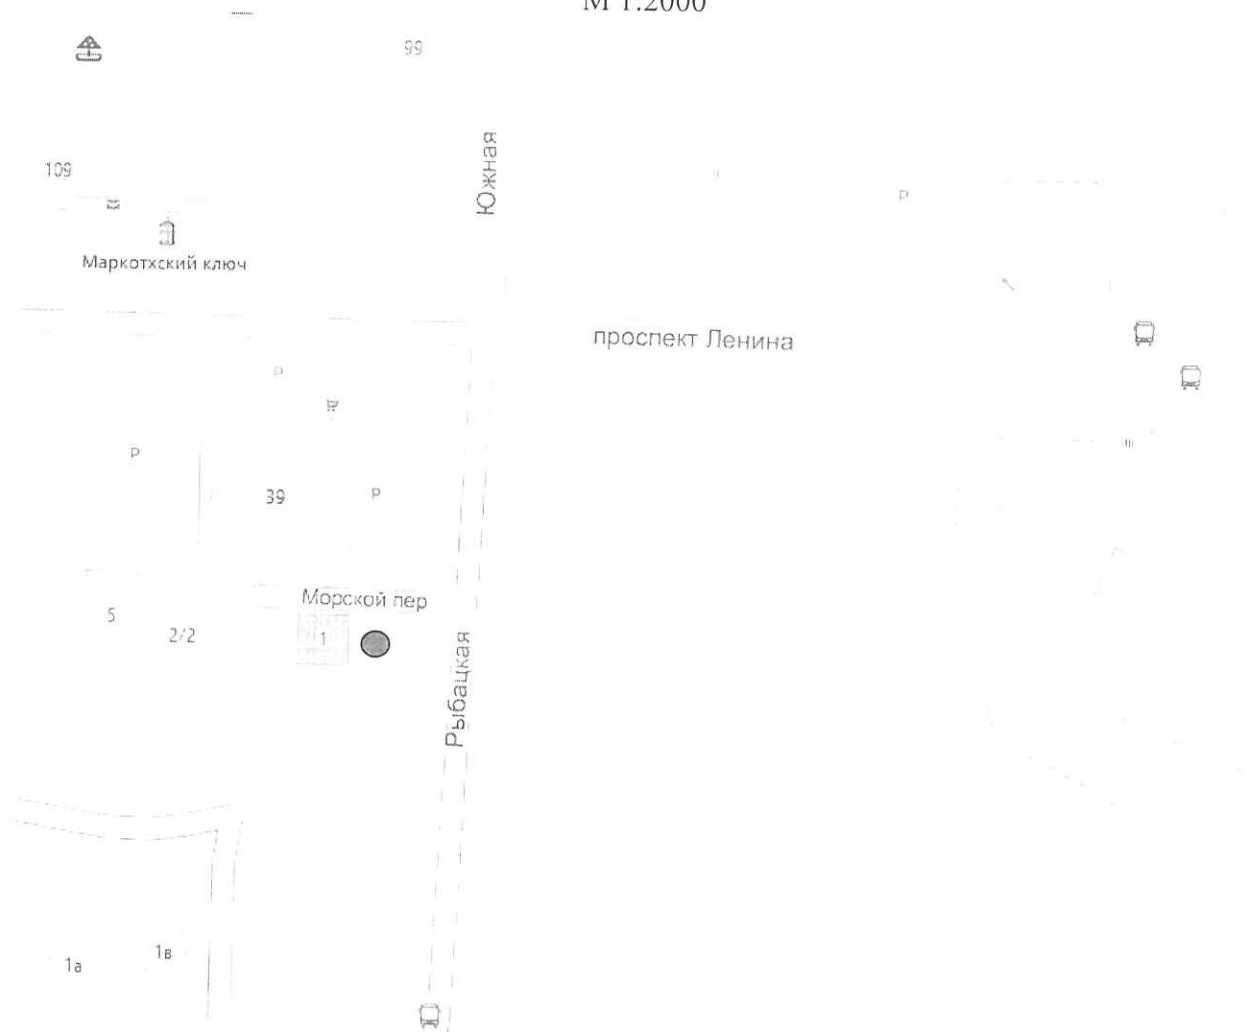 М 1:2000
99
Южная
109
Р
Маркотхский ключ
проспект Ленина
Р
Р
39
Р
Морской пер
5
2/2
1
Рыбацкая
1а
1в